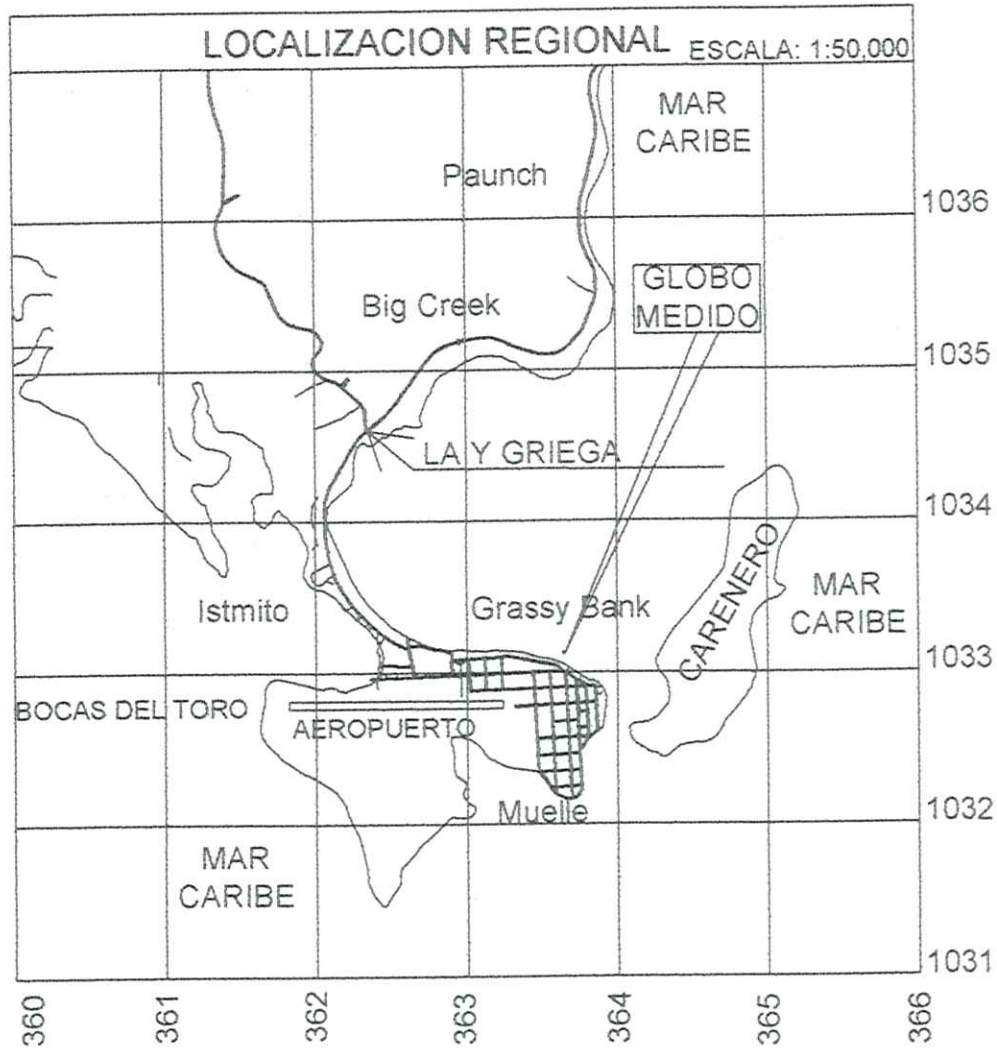 LOCALIZACION REGIONAL ESCALA: 1:50,000
MAR
CARIBE
Paunch
1036
GLOBO
MEDIDO
Big Creek
1035
LA Y GRIEGA
1034
CARENERO
MAR
CARIBE
Istmito
Grassy Bank
1033
BOCAS DEL TORO
AEROPUERTO
Muelle
1032
MAR
CARIBE
1031
360 361 362 363 364 365 366